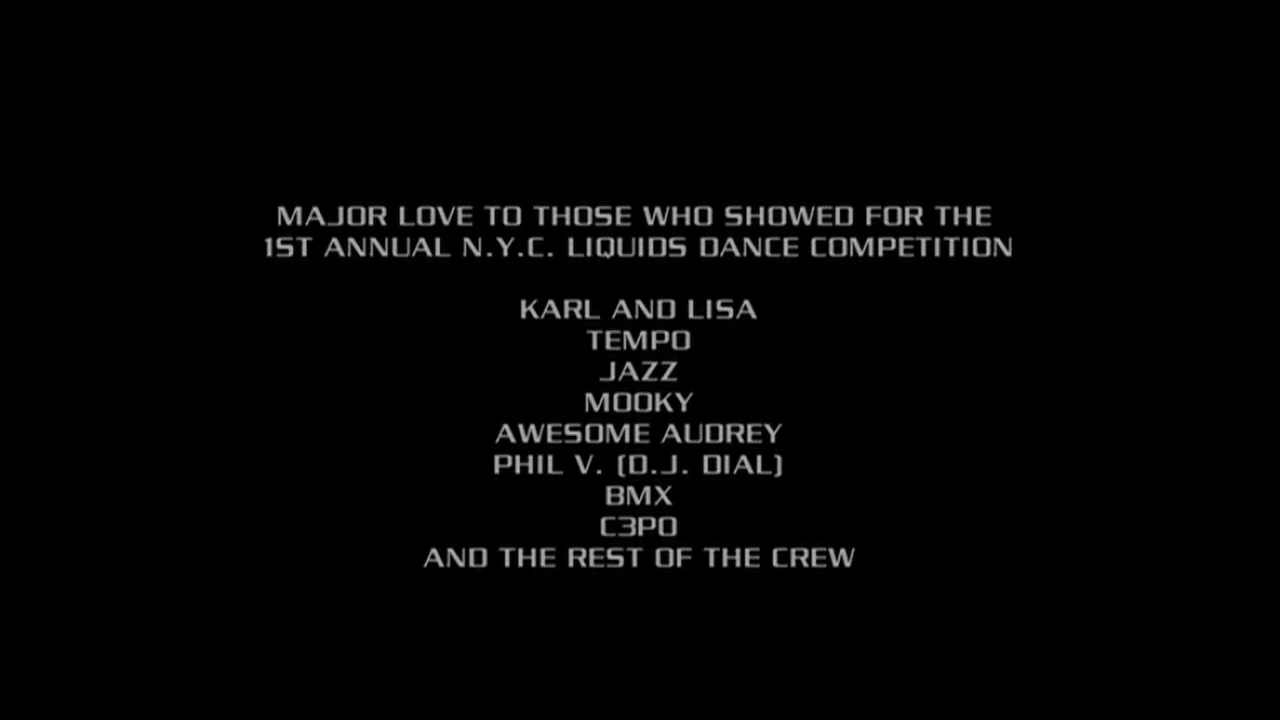 MAJOR LOVE TO THOSE WHO SHOWED FOR THE
1ST ANNUAL N.Y.C. LIQUIDS DANCE COMPETITION
KARL AND LISA
TEMPO
JAZZ
MOOKY
AWESOME AUDREY
PHIL V. (D.J. DIAL)
BMX
C3PO
AND THE REST OF THE CREW